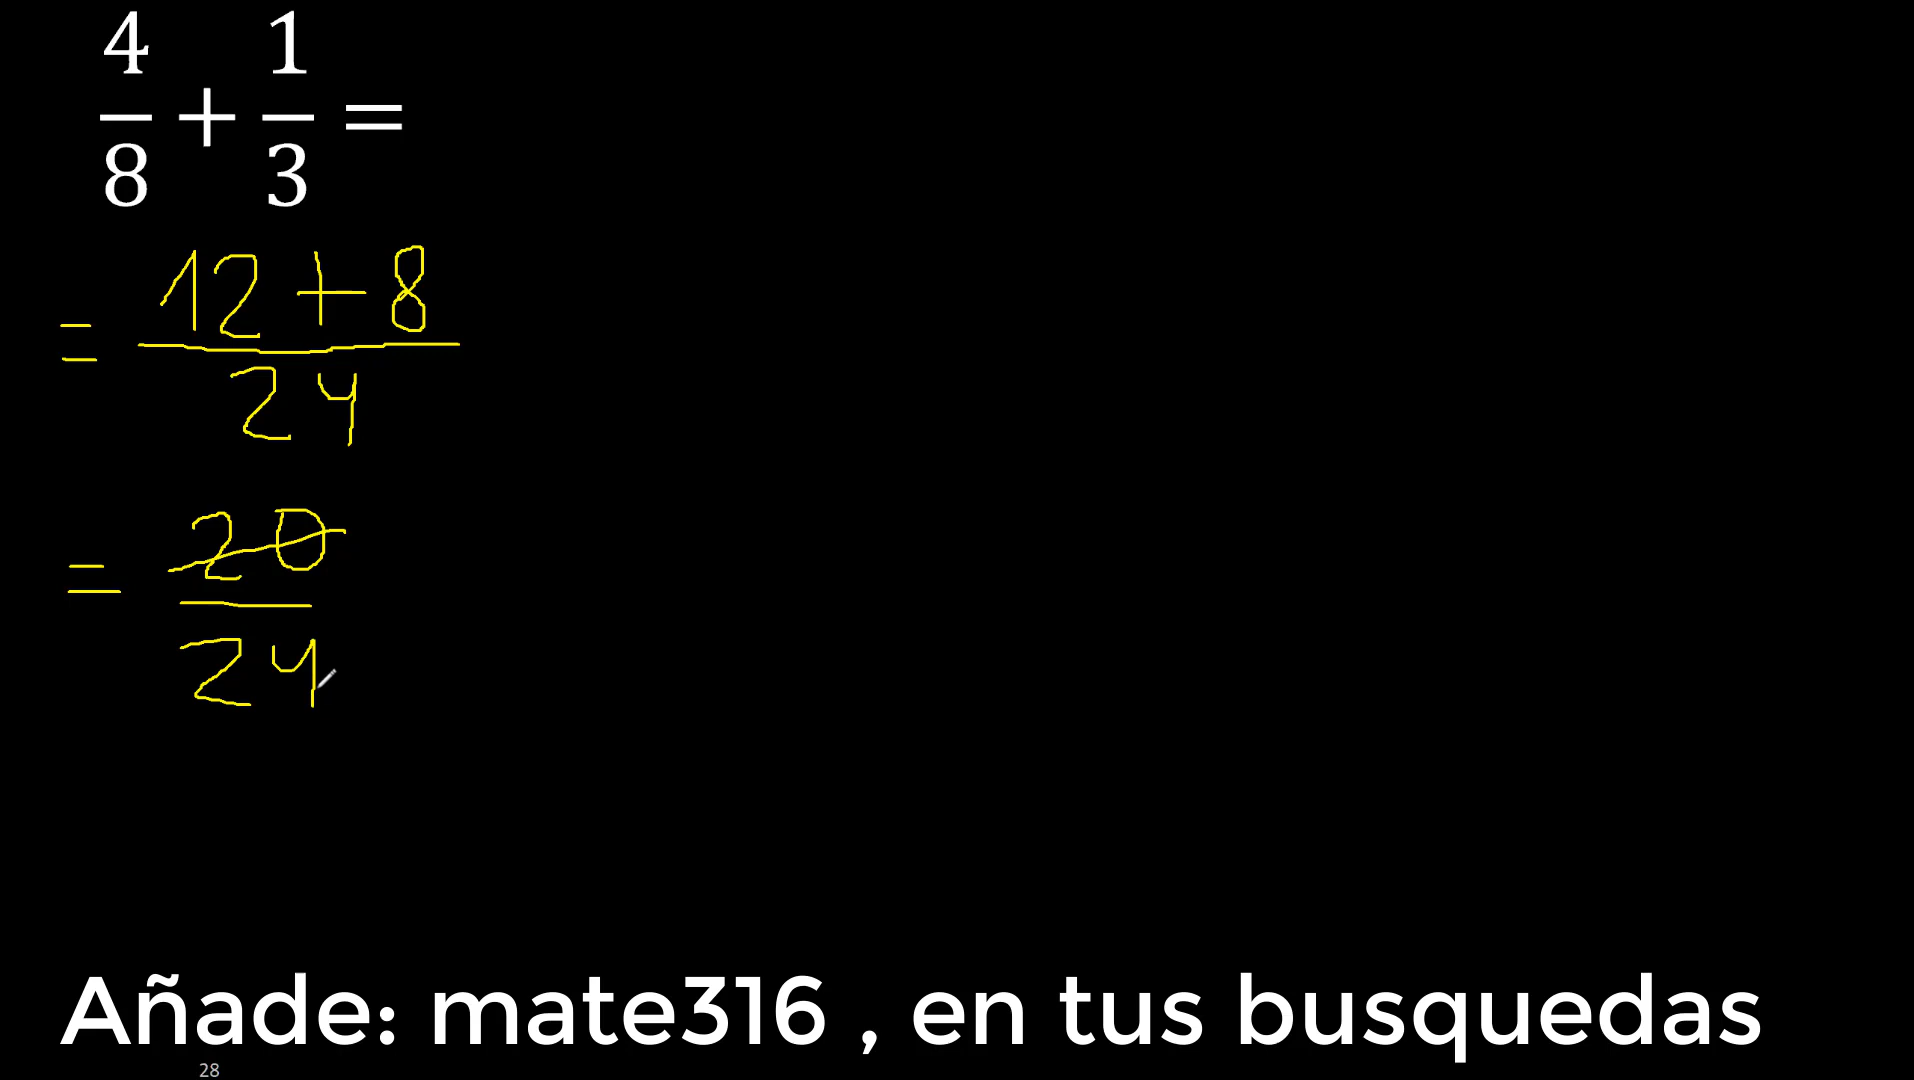 4/8 + 1/3 =
= 12+8/24
= 20/24
Añade: mate316 , en tus busquedas
28